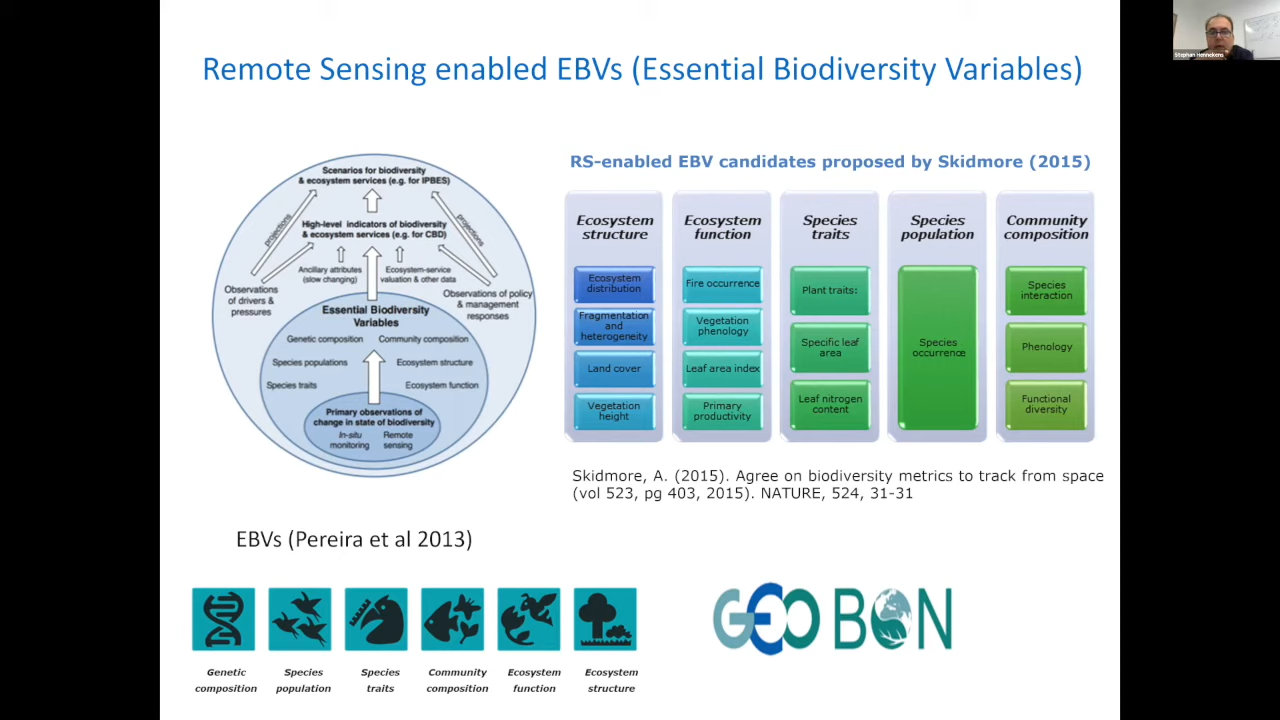 Remote Sensing enabled EBVs (Essential Biodiversity Variables)
Stephan Hennekens
Scenarios for biodiversity
& ecosystem services (e.g. for IPBES)
projections
projections
High-level indicators of biodiversity
& ecosystem services (e.g. for CBD)
Ancillary attributes
(slow changing)
Ecosystem-service
valuation & other data
Observations
of drivers &
pressures
Observations of policy
& management
responses
Essential Biodiversity
Variables
Genetic composition
Community composition
Species populations
Ecosystem structure
Species traits
Ecosystem function
Primary observations of
change in state of biodiversity
In-situ
monitoring
Remote
sensing
EBVs (Pereira et al 2013)
RS-enabled EBV candidates proposed by Skidmore (2015)
Ecosystem
structure
Ecosystem
distribution
Fragmentation
and
heterogeneity
Land cover
Vegetation
height
Ecosystem
function
Fire occurrence
Vegetation
phenology
Leaf area index
Primary
productivity
Species
traits
Plant traits:
Specific leaf
area
Leaf nitrogen
content
Species
population
Species
occurrence
Community
composition
Species
interaction
Phenology
Functional
diversity
Skidmore, A. (2015). Agree on biodiversity metrics to track from space
(vol 523, pg 403, 2015). NATURE, 524, 31-31
Genetic
composition
Species
population
Species
traits
Community
composition
Ecosystem
function
Ecosystem
structure
GEO BON